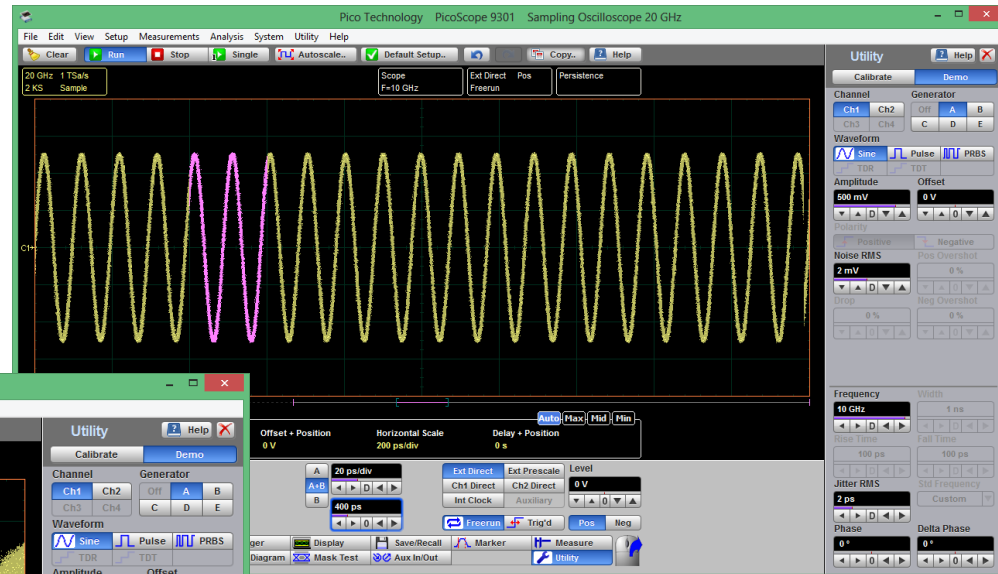 Pico Technology PicoScope 9301 Sampling Oscilloscope 20 GHz
File Edit View Setup Measurements Analysis System Utility Help
Clear Run Stop Single Autoscale.. Default Setup.. Copy.. Help
20 GHz 1 TSa/s
2 KS Sample
Scope
F=10 GHz
Ext Direct Pos
Freerun
Persistence
C1
Auto Max Mid Min
Offset + Position Horizontal Scale Delay + Position
0 V 200 ps/div 0 s
A 20 ps/div
A+B D
B 400 ps
0
Ext Direct Ext Prescale Level
Ch1 Direct Ch2 Direct 0 V
Int Clock Auxiliary 0
Freerun Trig'd Pos Neg
ger Display Save/Recall Marker Measure
Diagram Mask Test Aux In/Out Utility
Utility Help
Calibrate Demo
Channel Generator
Ch1 Ch2 Off A B
Ch3 Ch4 C D E
Waveform
Sine Pulse PRBS
TDR TDT
Amplitude Offset
500 mV 0 V
D 0
Polarity
Positive Negative
Noise RMS Pos Overshot
2 mV 0 %
D 0
Drop Neg Overshot
0 % 0 %
0 0
Frequency Width
10 GHz 1 ns
D D
Rise Time Fall Time
100 ps 100 ps
D D
Jitter RMS Std Frequency
2 ps Custom
D
Phase Delta Phase
0 ° 0 °
0 0
Utility Help
Calibrate Demo
Channel Generator
Ch1 Ch2 Off A B
Ch3 Ch4 C D E
Waveform
Sine Pulse PRBS
TDR TDT
Amplitude Offset